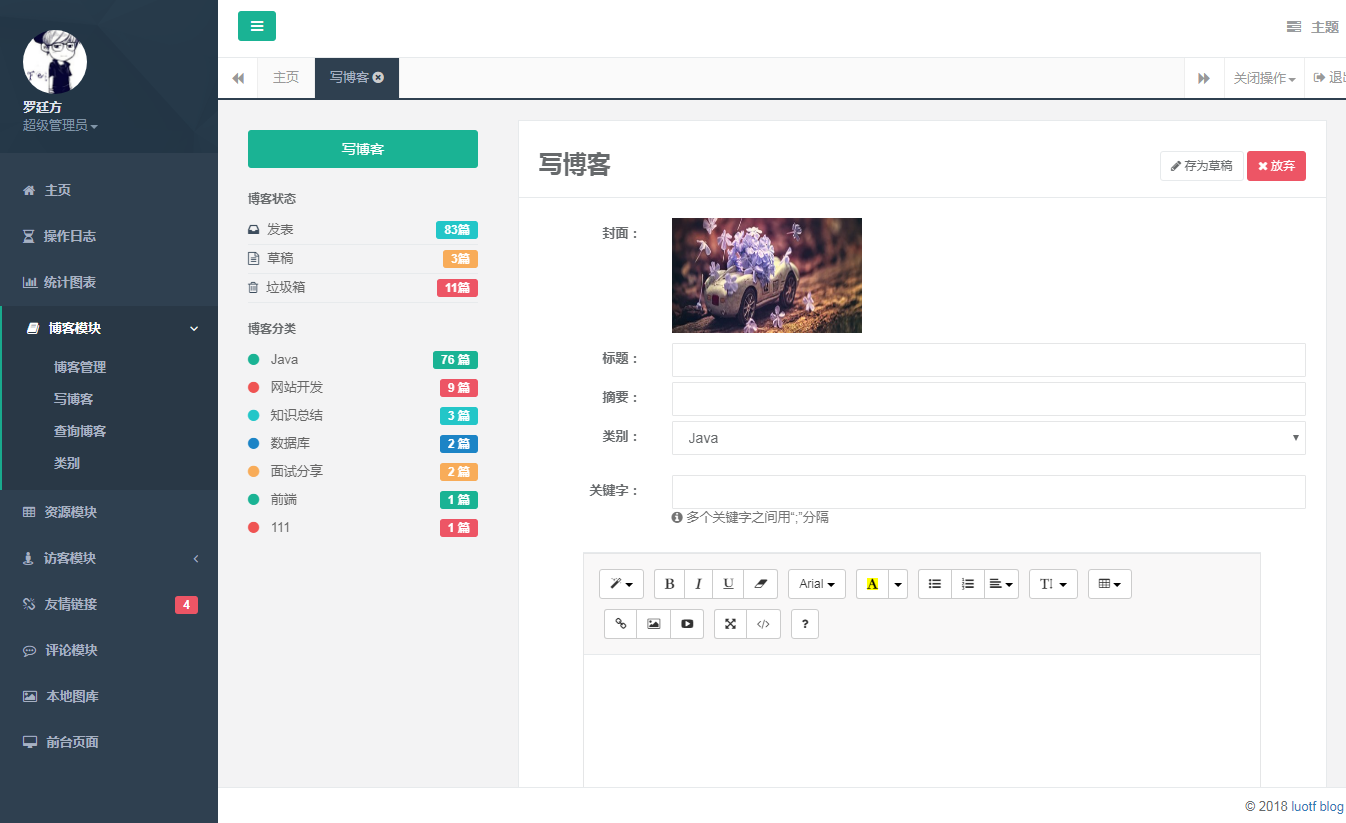 罗廷方
超级管理员
主页
操作日志
统计图表
博客模块
博客管理
写博客
查询博客
类别
资源模块
访客模块
友情链接 4
评论模块
本地图库
前台页面
主题
主页 写博客 关闭操作 退出
写博客
博客状态
发表 83篇
草稿 3篇
垃圾箱 11篇
博客分类
Java 76 篇
网站开发 9 篇
知识总结 3 篇
数据库 2 篇
面试分享 2 篇
前端 1 篇
111 1 篇
写博客
存为草稿 放弃
封面：
标题：
摘要：
类别： Java
关键字：
多个关键字之间用“;”分隔
B I U Arial A T </> ?
© 2018 luotf blog